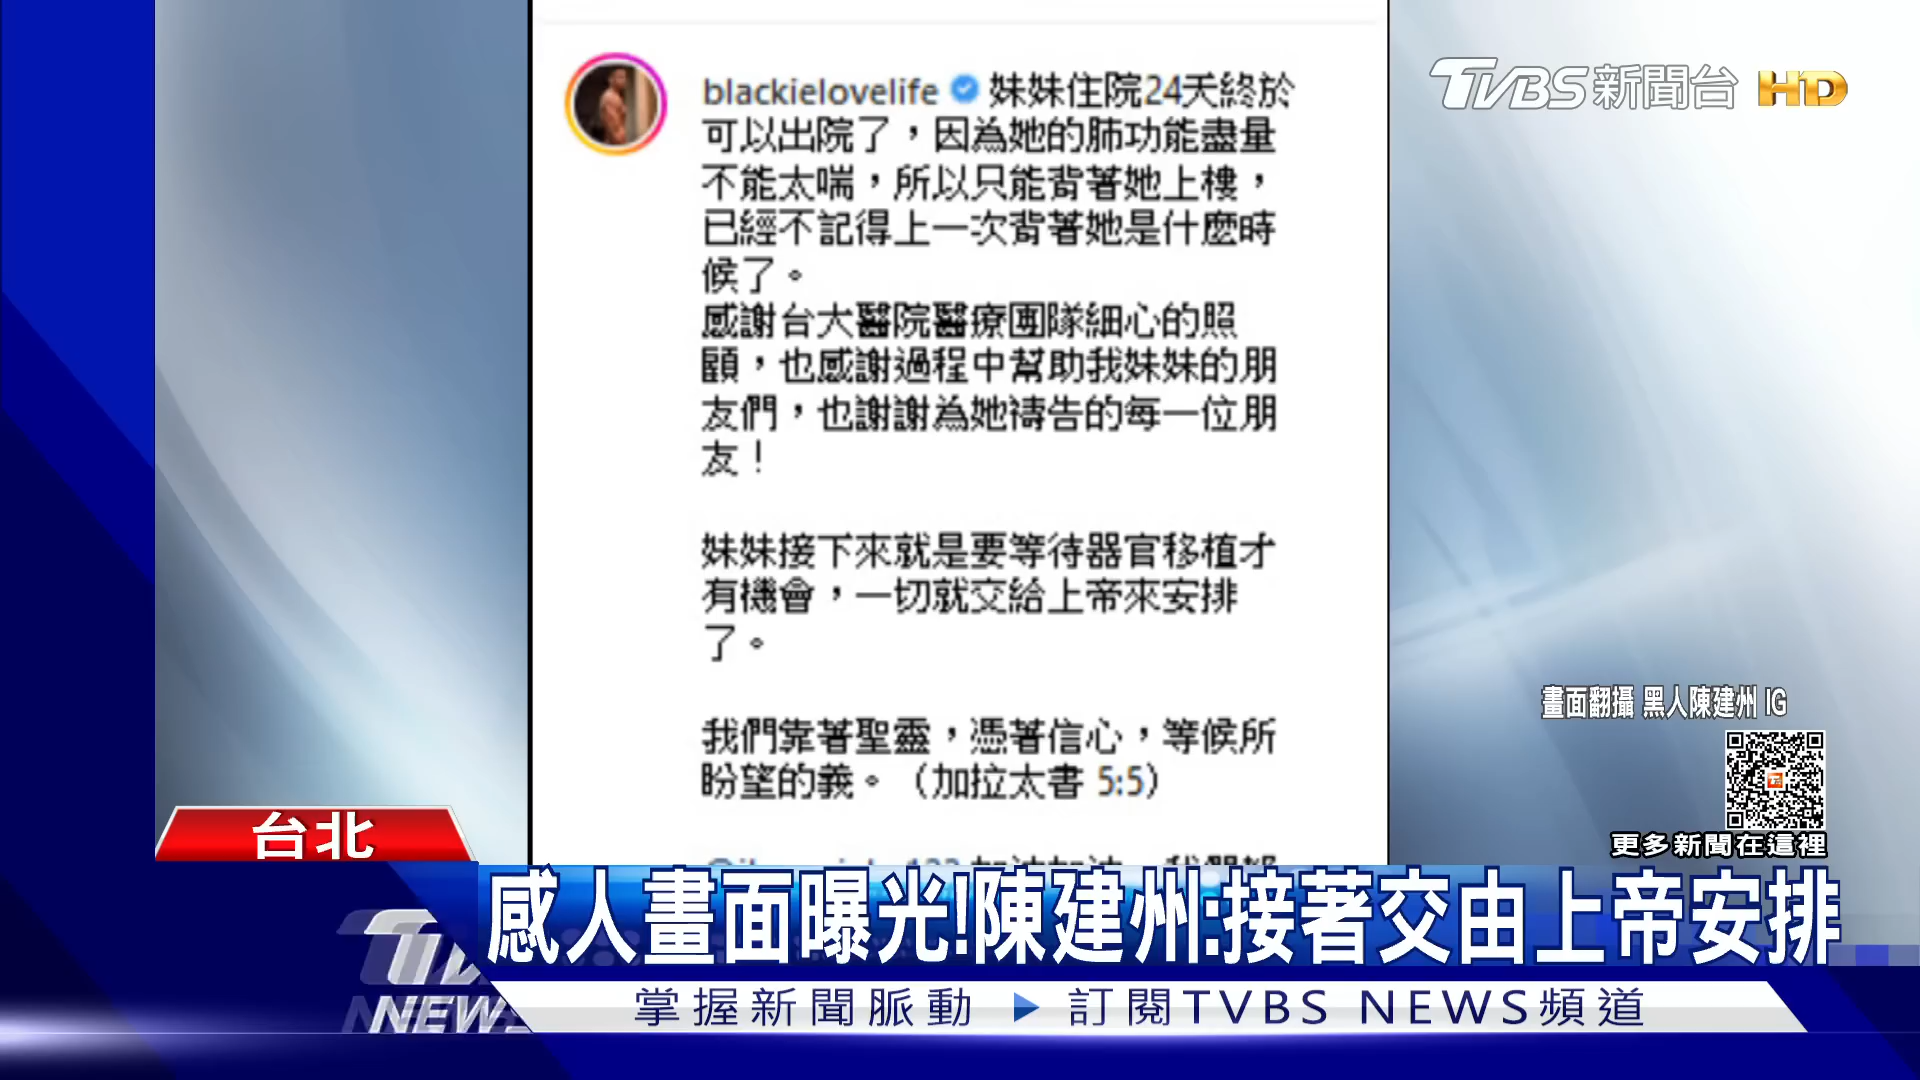 blackielovelife 妹妹住院24天終於
可以出院了，因為她的肺功能盡量
不能太喘，所以只能背著她上樓，
已經不記得上一次背著她是什麼時
候了。
感謝台大醫院醫療團隊細心的照
顧，也感謝過程中幫助我妹妹的朋
友們，也謝謝為她禱告的每一位朋
友！
妹妹接下來就是要等待器官移植才
有機會，一切就交給上帝來安排
了。
我們靠著聖靈，憑著信心，等候所
盼望的義。（加拉太書 5:5）
TVBS新聞台 HD
畫面翻攝 黑人陳建州 IG
更多新聞在這裡
台北
感人畫面曝光!陳建州:接著交由上帝安排
TV
NEWS
掌握新聞脈動 ▶ 訂閱TVBS NEWS頻道